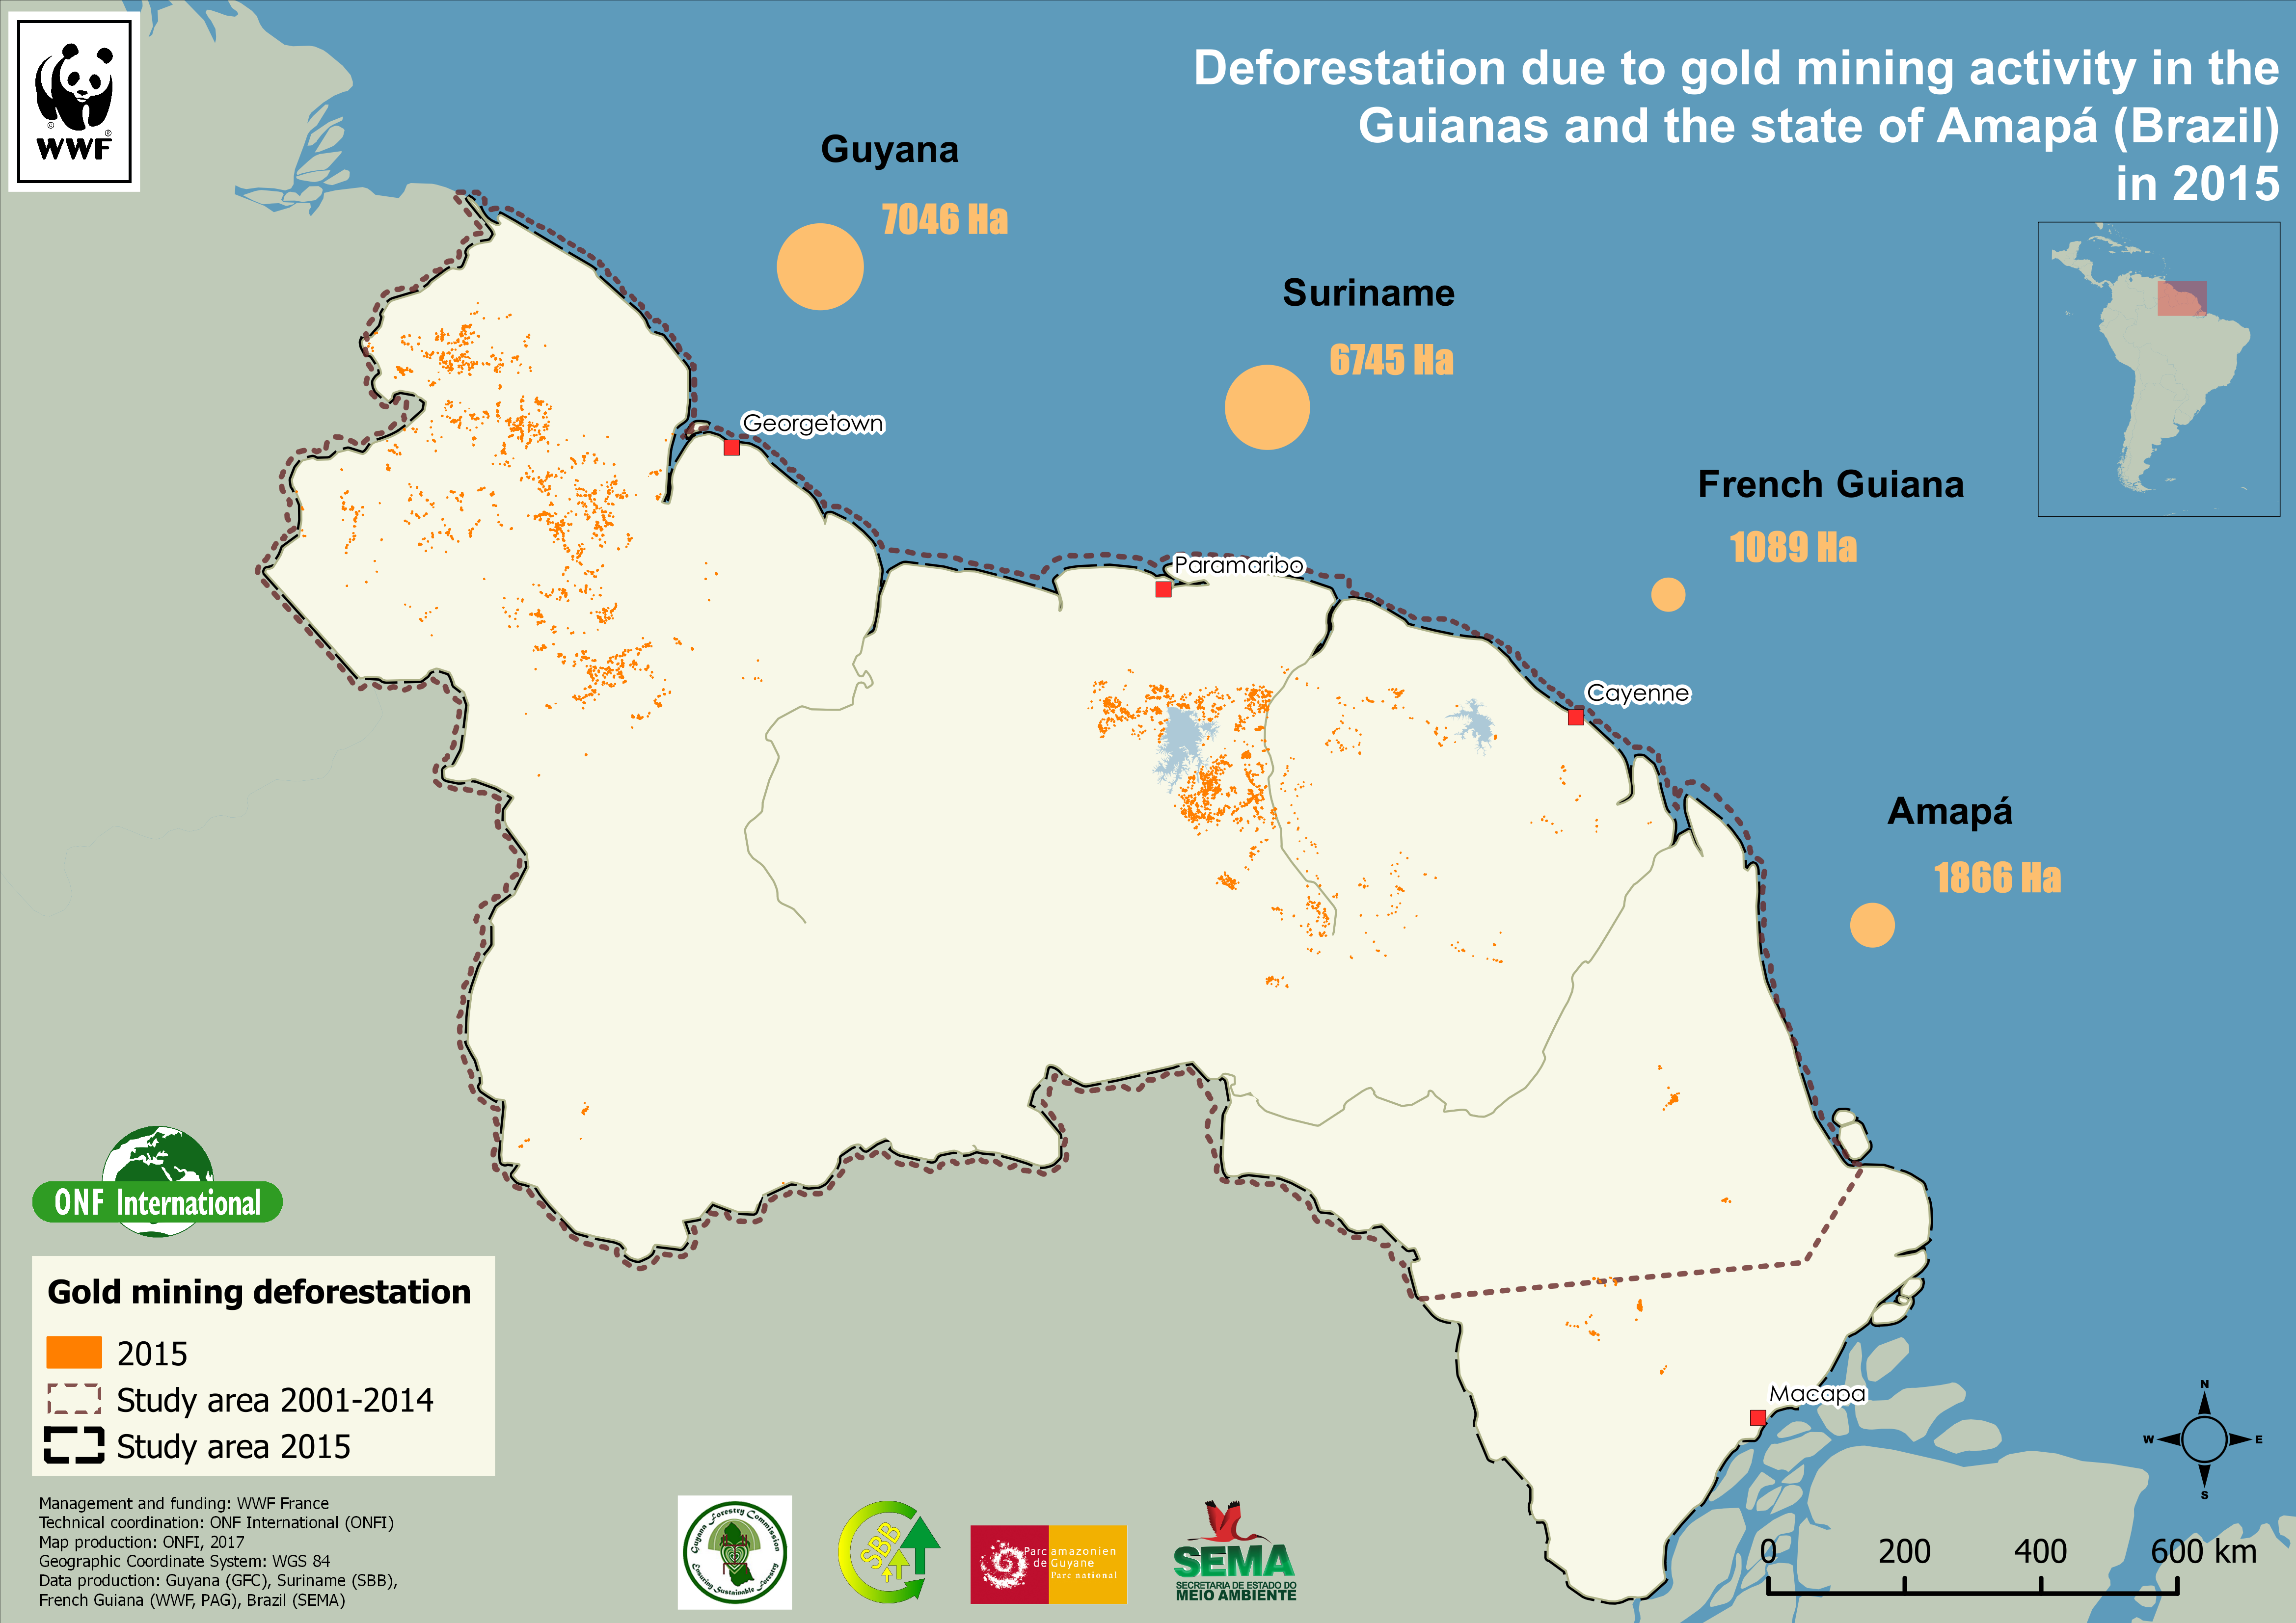 WWF
Deforestation due to gold mining activity in the
Guianas and the state of Amapá (Brazil)
in 2015
Guyana
7046 Ha
Suriname
6745 Ha
French Guiana
1089 Ha
Amapá
1866 Ha
Georgetown
Paramaribo
Cayenne
Macapa
ONF International
Gold mining deforestation
2015
Study area 2001-2014
Study area 2015
Management and funding: WWF France
Technical coordination: ONF International (ONFI)
Map production: ONFI, 2017
Geographic Coordinate System: WGS 84
Data production: Guyana (GFC), Suriname (SBB),
French Guiana (WWF, PAG), Brazil (SEMA)
Guyana Forestry Commission
Ensuring Sustainable Forestry
SBB
Parc amazonien
de Guyane
Parc national
SEMA
SECRETARIA DE ESTADO DO
MEIO AMBIENTE
N
W E
S
0 200 400 600 km